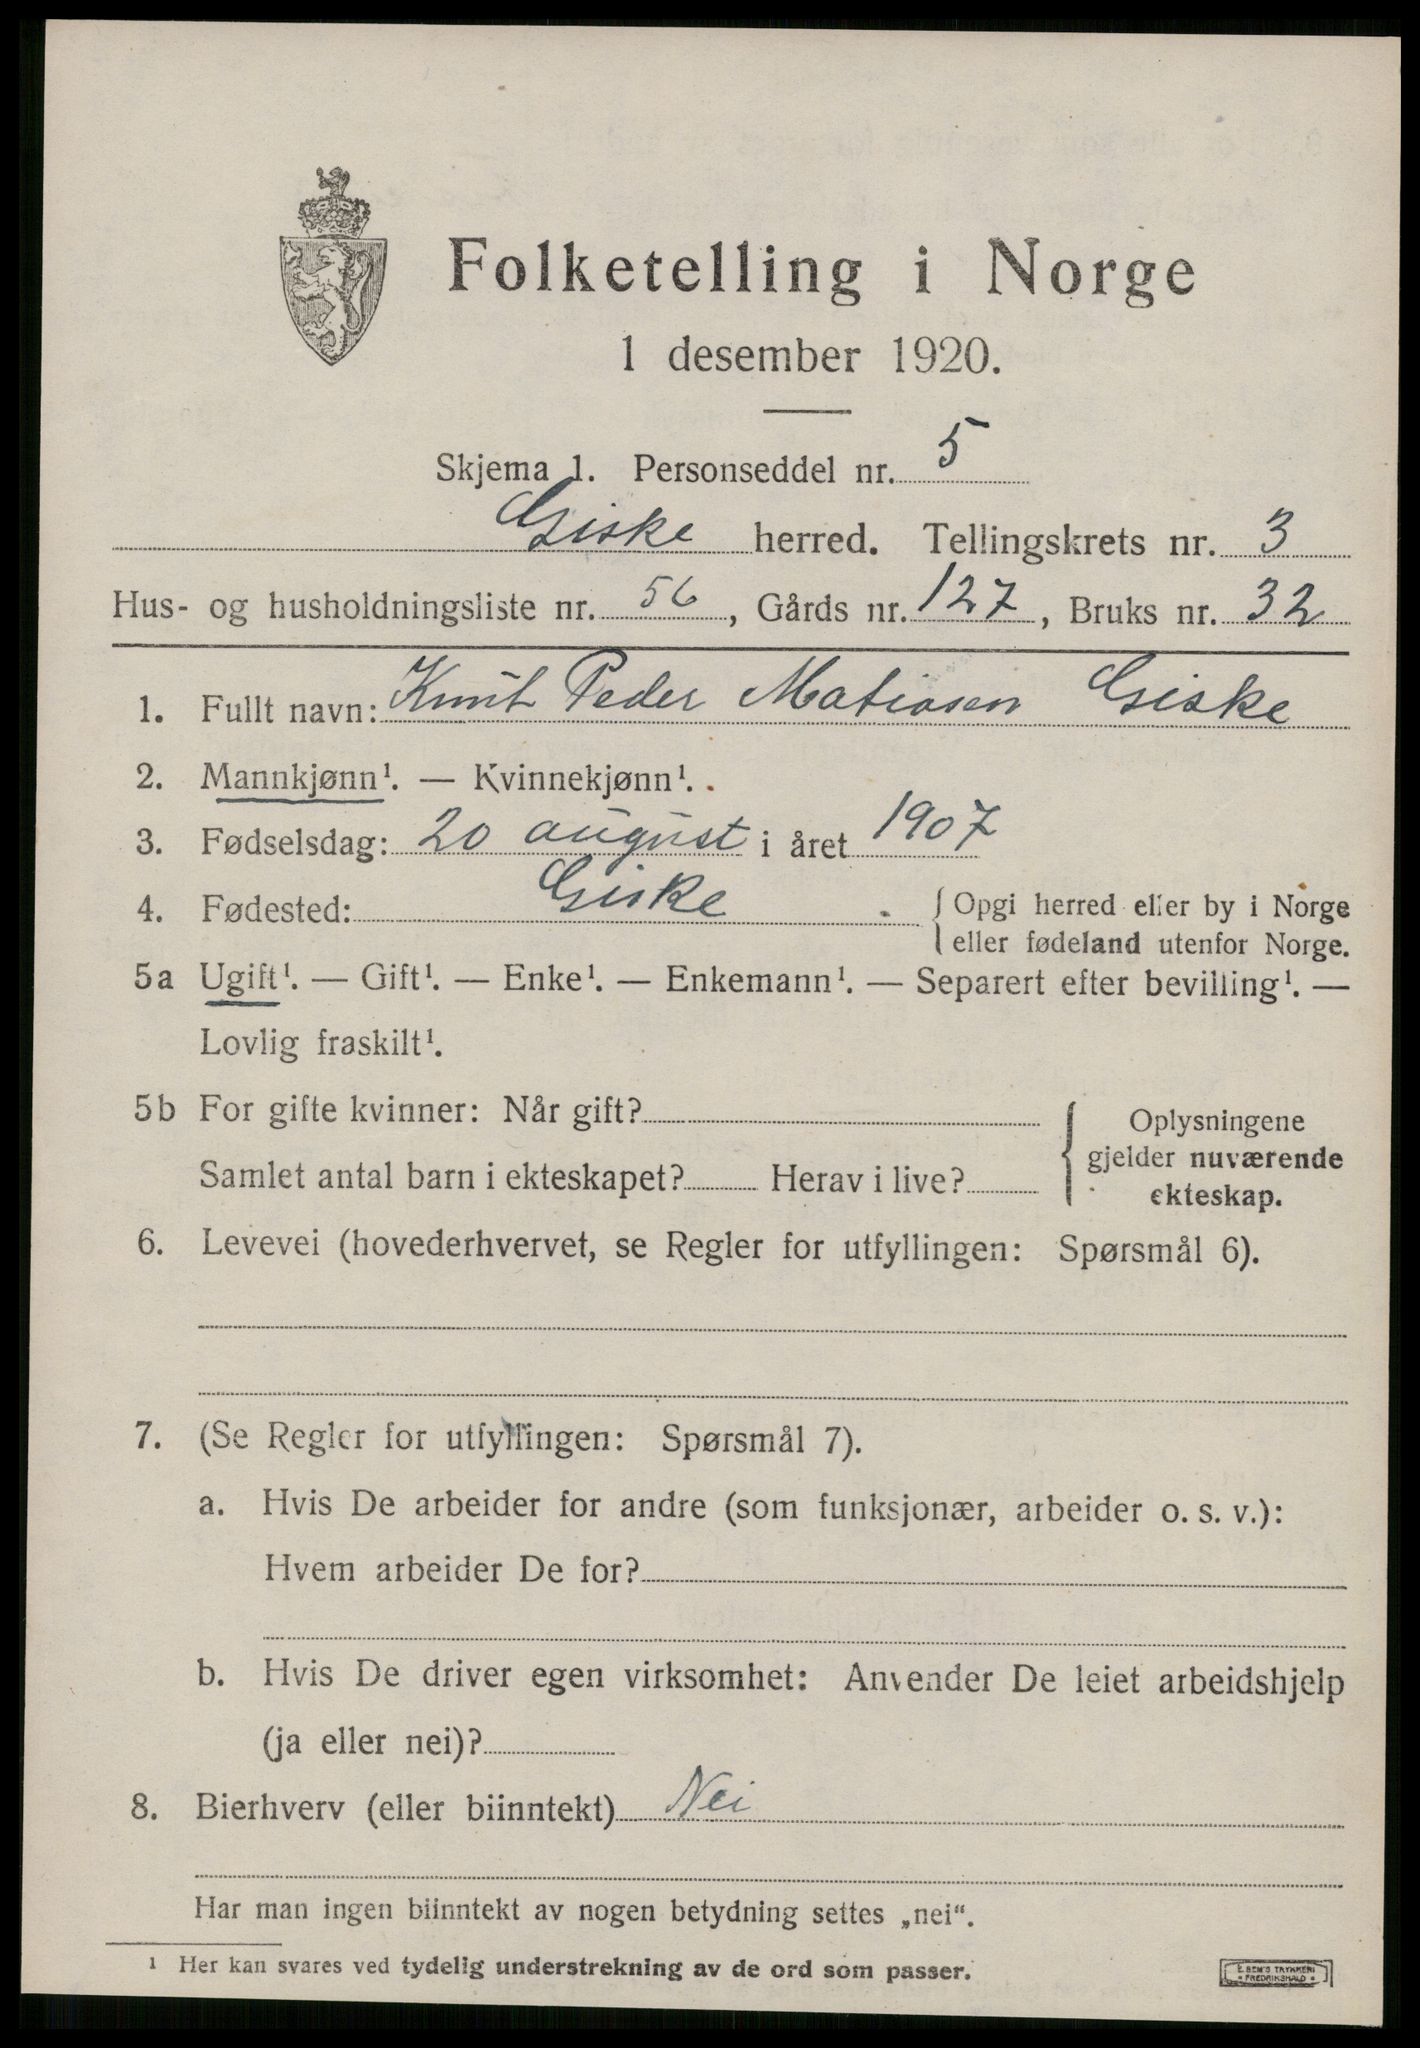 Folketelling i Norge
1 desember 1920.
Skjema 1. Personseddel nr. 5
Giske herred. Tellingskrets nr. 3
Hus- og husholdningsliste nr. 56, Gårds nr. 127, Bruks nr. 32
1. Fullt navn: Knut Peder Matiasen Giske
2. Mannkjønn¹. — Kvinnekjønn¹.
3. Fødselsdag: 20 august i året 1907
4. Fødested: Giske { Opgi herred eller by i Norge
eller fødeland utenfor Norge.
5a Ugift¹. — Gift¹. — Enke¹. — Enkemann¹. — Separert efter bevilling¹. —
Lovlig fraskilt¹.
5b For gifte kvinner: Når gift? { Oplysningene
gjelder nuværende
Samlet antal barn i ekteskapet? Herav i live? ekteskap.
6. Levevei (hovederhvervet, se Regler for utfyllingen: Spørsmål 6).
7. (Se Regler for utfyllingen: Spørsmål 7).
a. Hvis De arbeider for andre (som funksjonær, arbeider o. s. v.):
Hvem arbeider De for?
b. Hvis De driver egen virksomhet: Anvender De leiet arbeidshjelp
(ja eller nei)?
8. Bierhverv (eller biinntekt) Nei
Har man ingen biinntekt av nogen betydning settes „nei“.
¹ Her kan svares ved tydelig understrekning av de ord som passer.
E. SEM'S TRYKKERI
• FREDRIKSHALD •